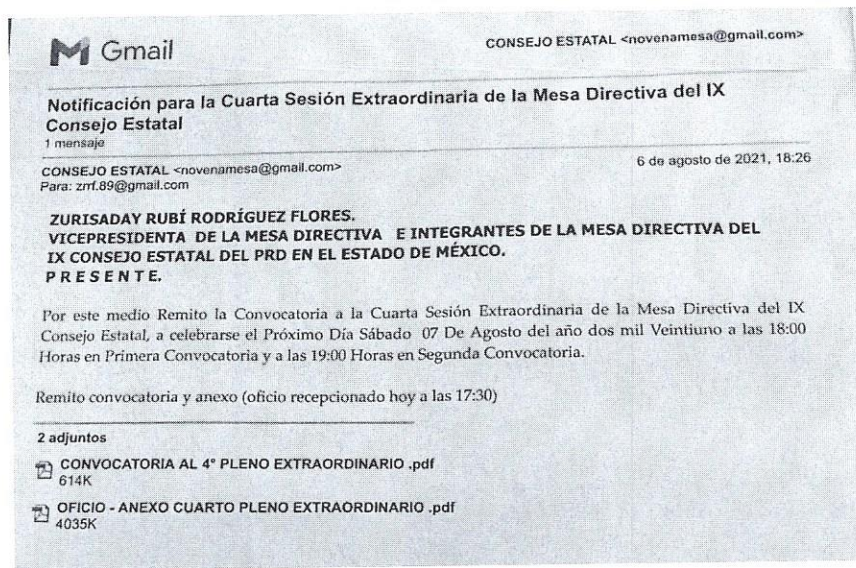 Gmail
CONSEJO ESTATAL <novenamesa@gmail.com>
Notificación para la Cuarta Sesión Extraordinaria de la Mesa Directiva del IX
Consejo Estatal
1 mensaje
CONSEJO ESTATAL <novenamesa@gmail.com>
6 de agosto de 2021, 18:26
Para: zrrf.89@gmail.com
ZURISADAY RUBÍ RODRÍGUEZ FLORES.
VICEPRESIDENTA DE LA MESA DIRECTIVA E INTEGRANTES DE LA MESA DIRECTIVA DEL
IX CONSEJO ESTATAL DEL PRD EN EL ESTADO DE MÉXICO.
P R E S E N T E.
Por este medio Remito la Convocatoria a la Cuarta Sesión Extraordinaria de la Mesa Directiva del IX
Consejo Estatal, a celebrarse el Próximo Día Sábado 07 De Agosto del año dos mil Veintiuno a las 18:00
Horas en Primera Convocatoria y a las 19:00 Horas en Segunda Convocatoria.
Remito convocatoria y anexo (oficio recepcionado hoy a las 17:30)
2 adjuntos
CONVOCATORIA AL 4° PLENO EXTRAORDINARIO .pdf
614K
OFICIO - ANEXO CUARTO PLENO EXTRAORDINARIO .pdf
4035K